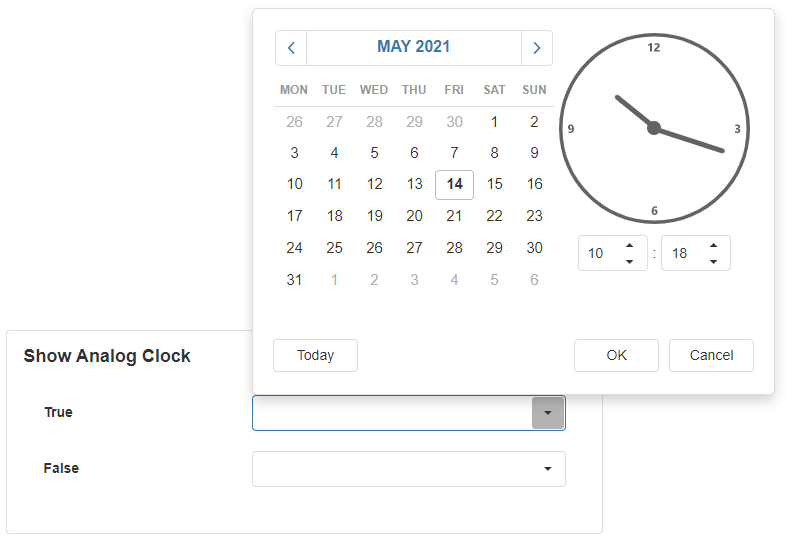 MAY 2021
MON TUE WED THU FRI SAT SUN
26 27 28 29 30 1 2
3 4 5 6 7 8 9
10 11 12 13 14 15 16
17 18 19 20 21 22 23
24 25 26 27 28 29 30
31 1 2 3 4 5 6
12
9 3
6
10 : 18
Today OK Cancel
Show Analog Clock
True
False